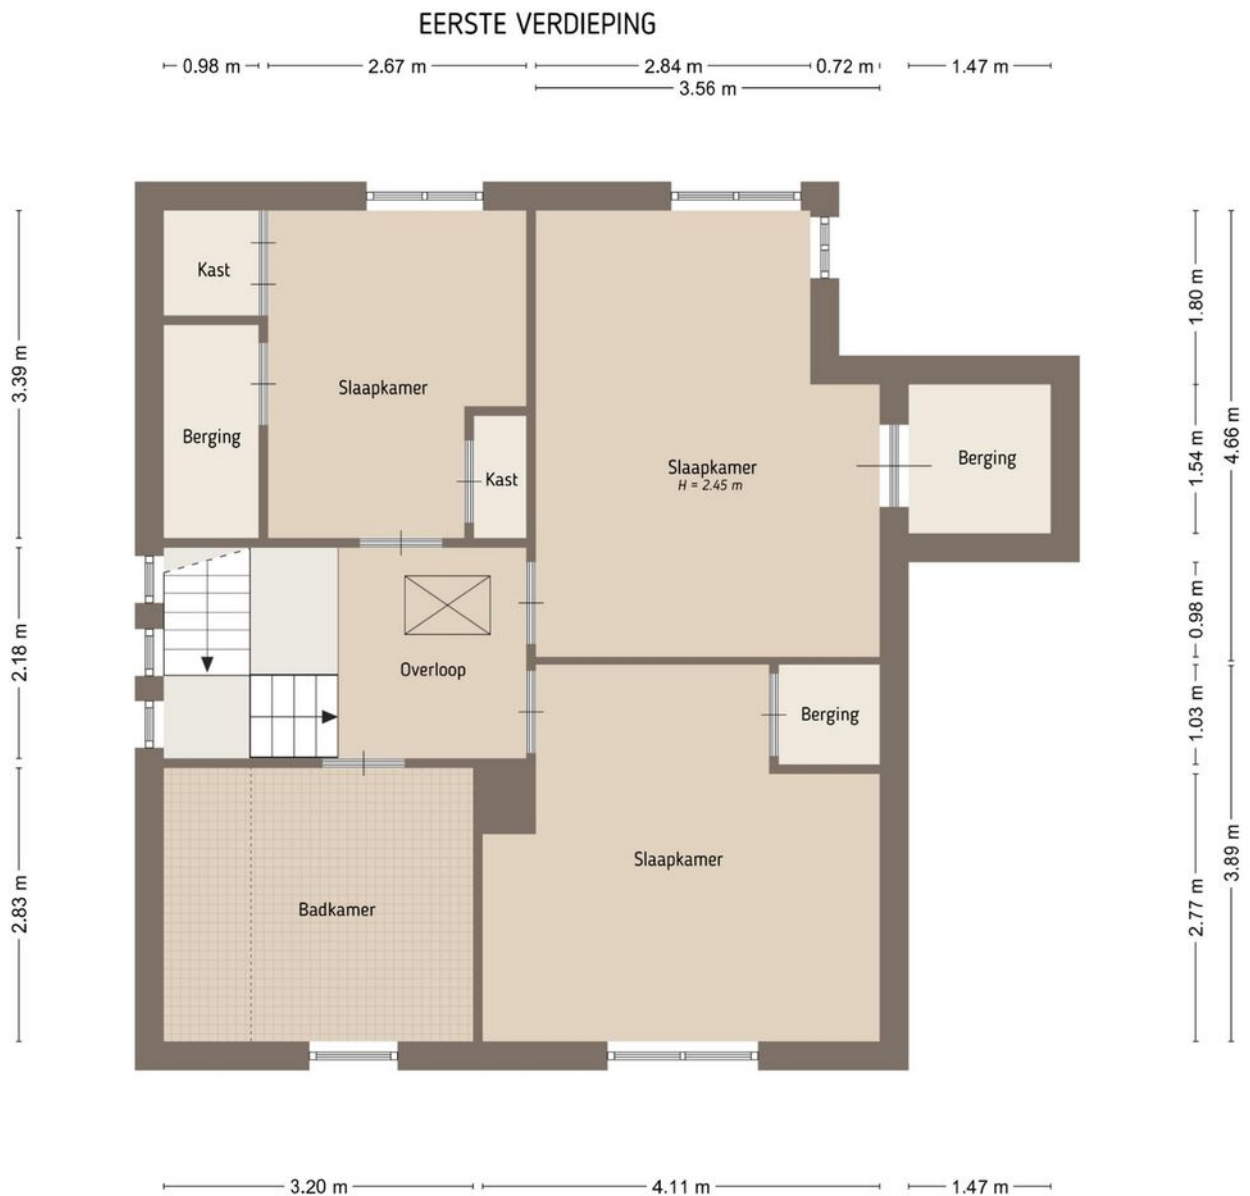 EERSTE VERDIEPING
0.98 m
2.67 m
2.84 m
0.72 m
1.47 m
3.56 m
Kast
Berging
Slaapkamer
Kast
Slaapkamer
H = 2.45 m
Berging
Overloop
Berging
Slaapkamer
Badkamer
3.39 m
2.18 m
2.83 m
1.80 m
1.54 m
0.98 m
1.03 m
2.77 m
4.66 m
3.89 m
3.20 m
4.11 m
1.47 m